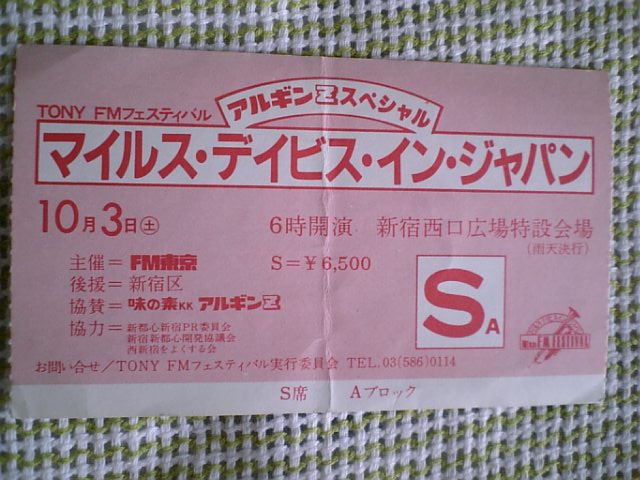 アルギンZスペシャル
TONY FMフェスティバル
マイルス・デイビス・イン・ジャパン
10月3日㊏ 6時開演 新宿西口広場特設会場
(雨天決行)
主催=FM東京 S=¥6,500
後援=新宿区
協賛=味の素KK アルギンZ
協力=新都心新宿PR委員会
新宿新都心開発協議会
西新宿をよくする会
S A
FM FESTIVAL
お問い合せ/TONY FMフェスティバル実行委員会 TEL.03(586)0114
S席 Aブロック